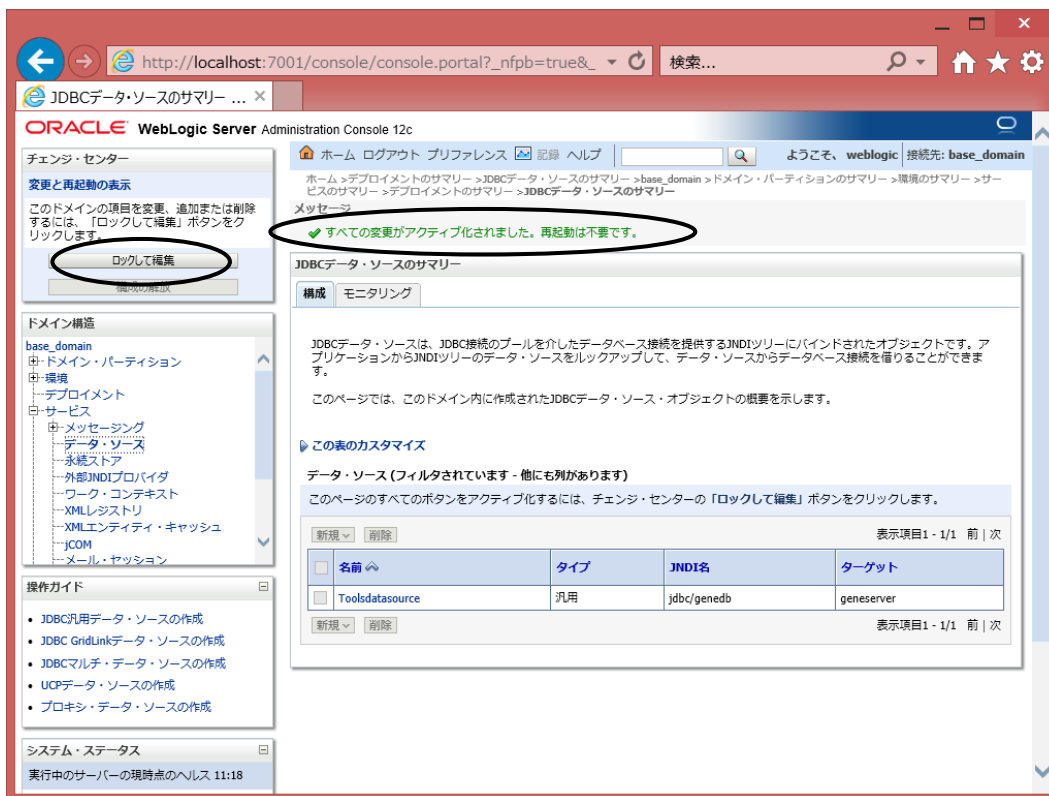 http://localhost:7001/console/console.portal?_nfpb=true&_
検索...
JDBCデータ・ソースのサマリー ...
ORACLE WebLogic Server Administration Console 12c
チェンジ・センター
変更と再起動の表示
このドメインの項目を変更、追加または削除
するには、「ロックして編集」ボタンをク
リックします。
ロックして編集
構成の解放
ドメイン構造
base_domain
ドメイン・パーティション
環境
デプロイメント
サービス
メッセージング
データ・ソース
永続ストア
外部JNDIプロバイダ
ワーク・コンテキスト
XMLレジストリ
XMLエンティティ・キャッシュ
jCOM
メール・セッション
操作ガイド
• JDBC汎用データ・ソースの作成
• JDBC GridLinkデータ・ソースの作成
• JDBCマルチ・データ・ソースの作成
• UCPデータ・ソースの作成
• プロキシ・データ・ソースの作成
システム・ステータス
実行中のサーバーの現時点のヘルス 11:18
ホーム ログアウト プリファレンス 記録 ヘルプ
ようこそ、weblogic 接続先: base_domain
ホーム >デプロイメントのサマリー >JDBCデータ・ソースのサマリー >base_domain >ドメイン・パーティションのサマリー >環境のサマリー >サー
ビスのサマリー >デプロイメントのサマリー >JDBCデータ・ソースのサマリー
メッセージ
すべての変更がアクティブ化されました。再起動は不要です。
JDBCデータ・ソースのサマリー
構成 モニタリング
JDBCデータ・ソースは、JDBC接続のプールを介したデータベース接続を提供するJNDIツリーにバインドされたオブジェクトです。ア
プリケーションからJNDIツリーのデータ・ソースをルックアップして、データ・ソースからデータベース接続を借りることができま
す。
このページでは、このドメイン内に作成されたJDBCデータ・ソース・オブジェクトの概要を示します。
この表のカスタマイズ
データ・ソース (フィルタされています - 他にも列があります)
このページのすべてのボタンをアクティブ化するには、チェンジ・センターの「ロックして編集」ボタンをクリックします。
新規 削除 表示項目1 - 1/1 前 | 次
名前 タイプ JNDI名 ターゲット
Toolsdatasource 汎用 jdbc/genedb geneserver
新規 削除 表示項目1 - 1/1 前 | 次